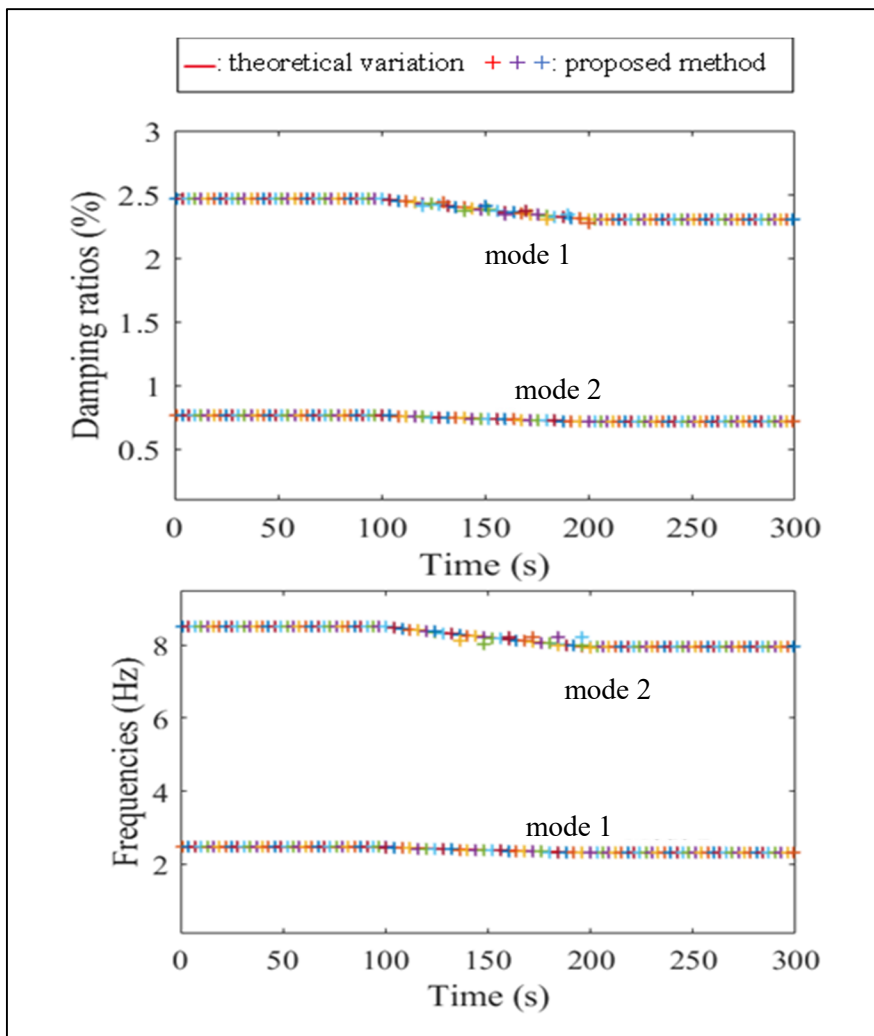 —: theoretical variation + + +: proposed method
3
2.5
2
1.5
1
0.5
Damping ratios (%)
mode 1
mode 2
0 50 100 150 200 250 300
Time (s)
8
6
4
2
Frequencies (Hz)
mode 2
mode 1
0 50 100 150 200 250 300
Time (s)